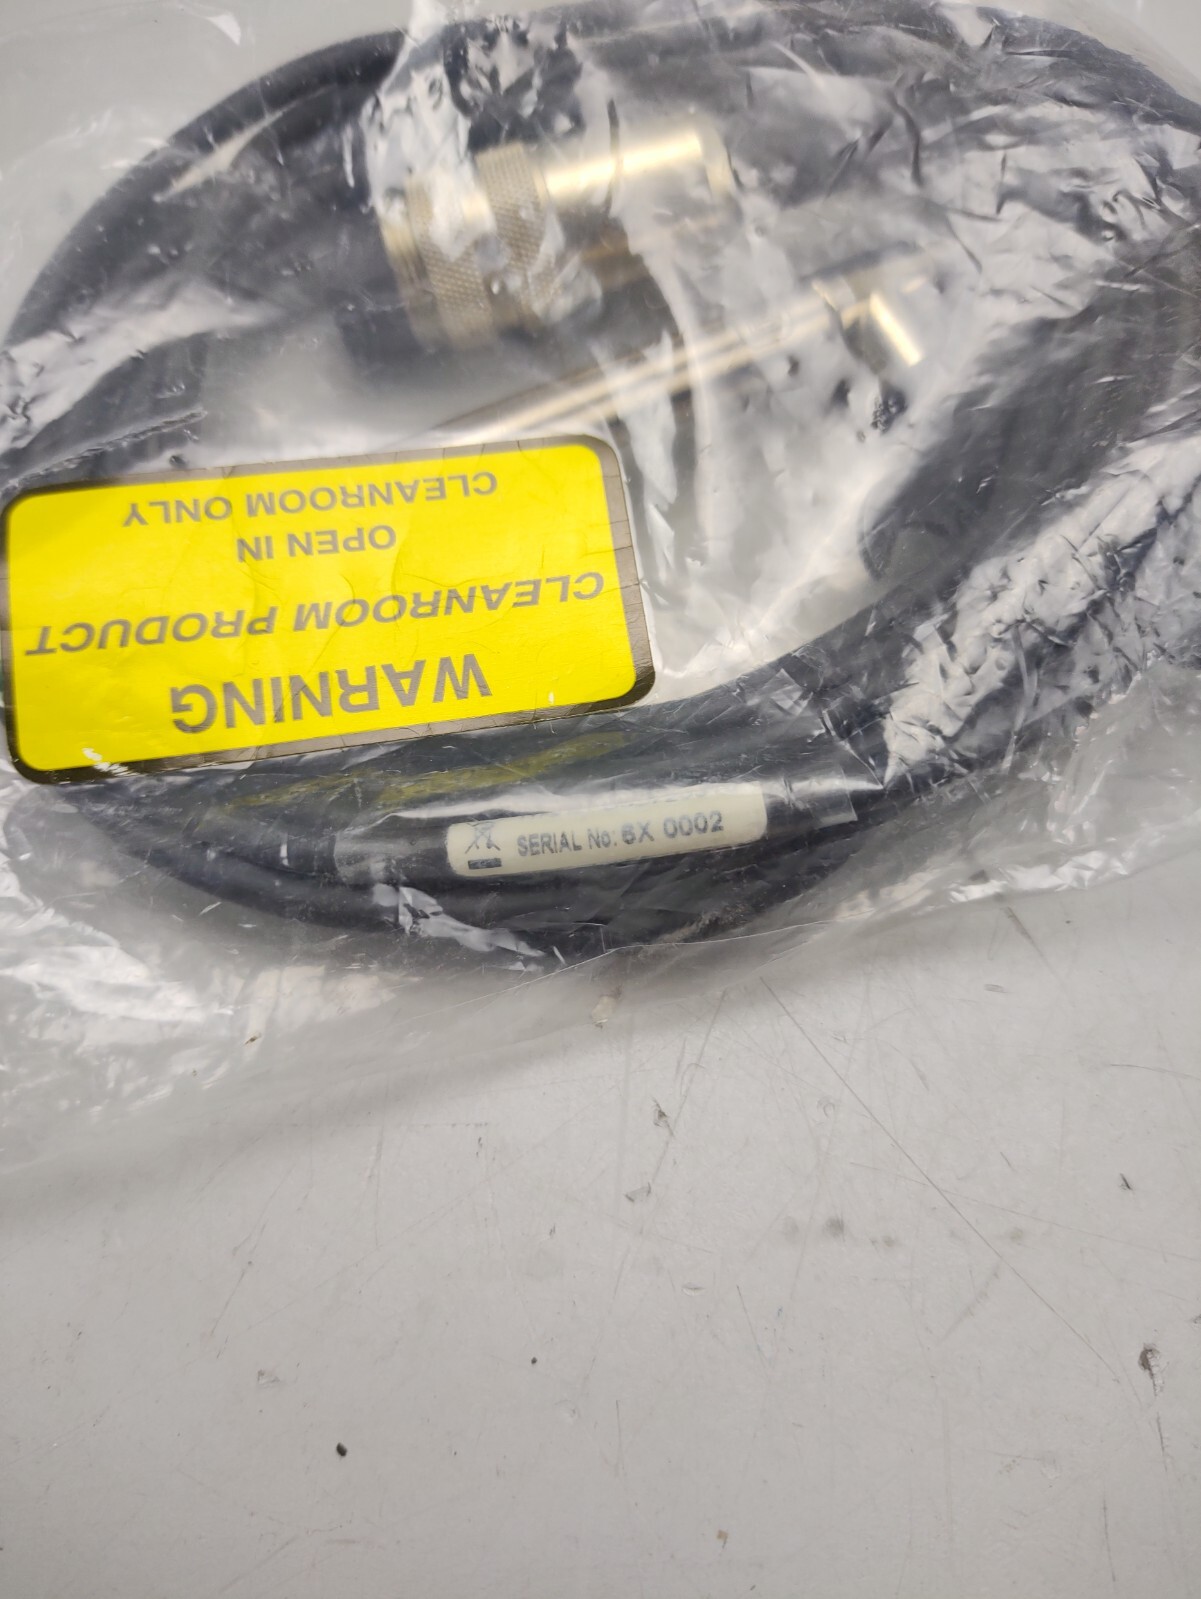 WARNING
CLEANROOM PRODUCT
OPEN IN
CLEANROOM ONLY
SERIAL No: 6X 0002